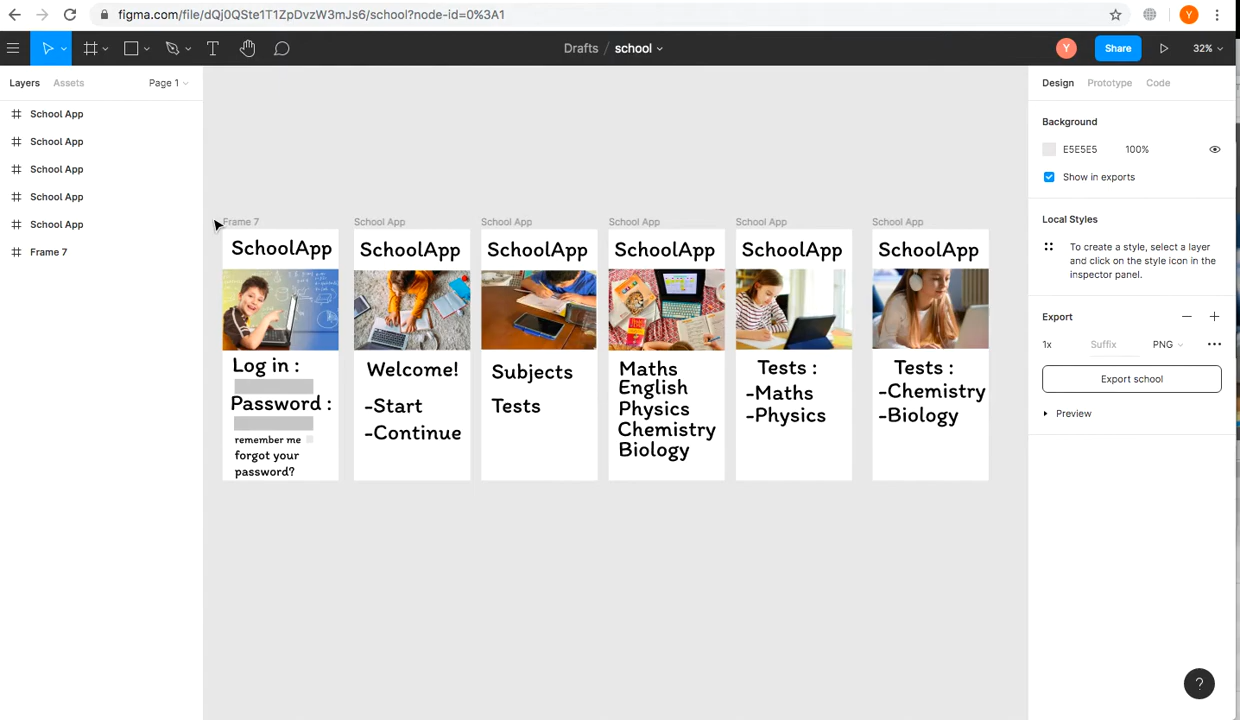 figma.com/file/dQj0QSte1T1ZpDvzW3mJs6/school?node-id=0%3A1
Y
Drafts / school
Y
Share
32%
Layers
Assets
Page 1
School App
School App
School App
School App
School App
Frame 7
Frame 7
SchoolApp
Log in :
Password :
remember me
forgot your
password?
School App
SchoolApp
Welcome!
-Start
-Continue
School App
SchoolApp
Subjects
Tests
School App
SchoolApp
Maths
English
Physics
Chemistry
Biology
School App
SchoolApp
Tests :
-Maths
-Physics
School App
SchoolApp
Tests :
-Chemistry
-Biology
Design
Prototype
Code
Background
E5E5E5 100%
Show in exports
Local Styles
To create a style, select a layer
and click on the style icon in the
inspector panel.
Export
1x Suffix PNG
Export school
Preview
?